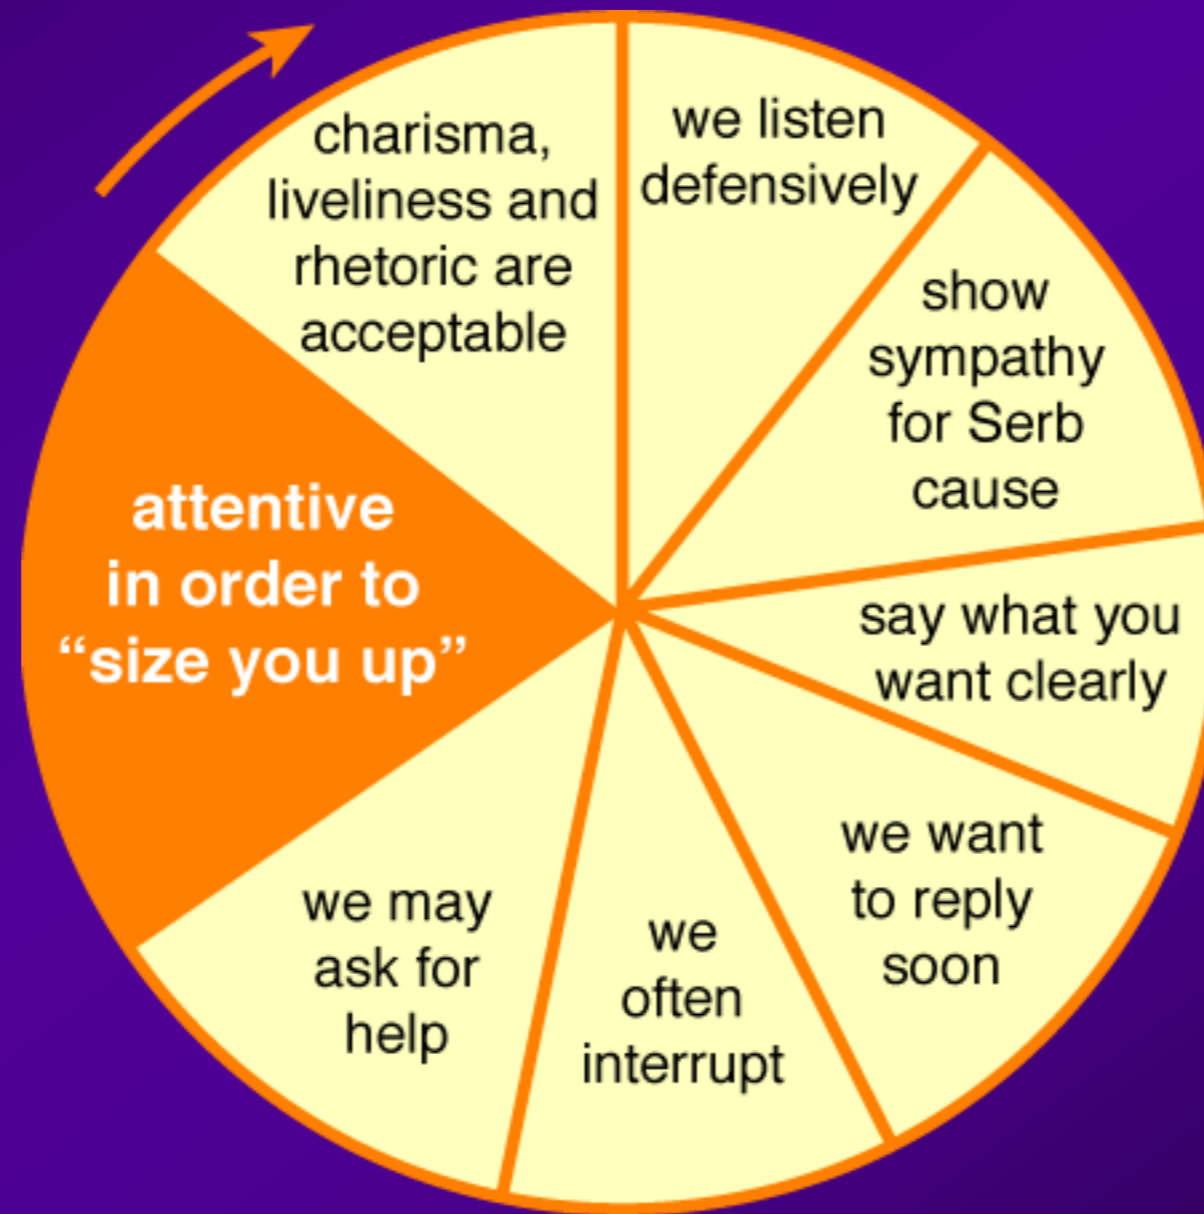 attentive
in order to
“size you up”
charisma,
liveliness and
rhetoric are
acceptable
we listen
defensively
show
sympathy
for Serb
cause
say what you
want clearly
we want
to reply
soon
we
often
interrupt
we may
ask for
help